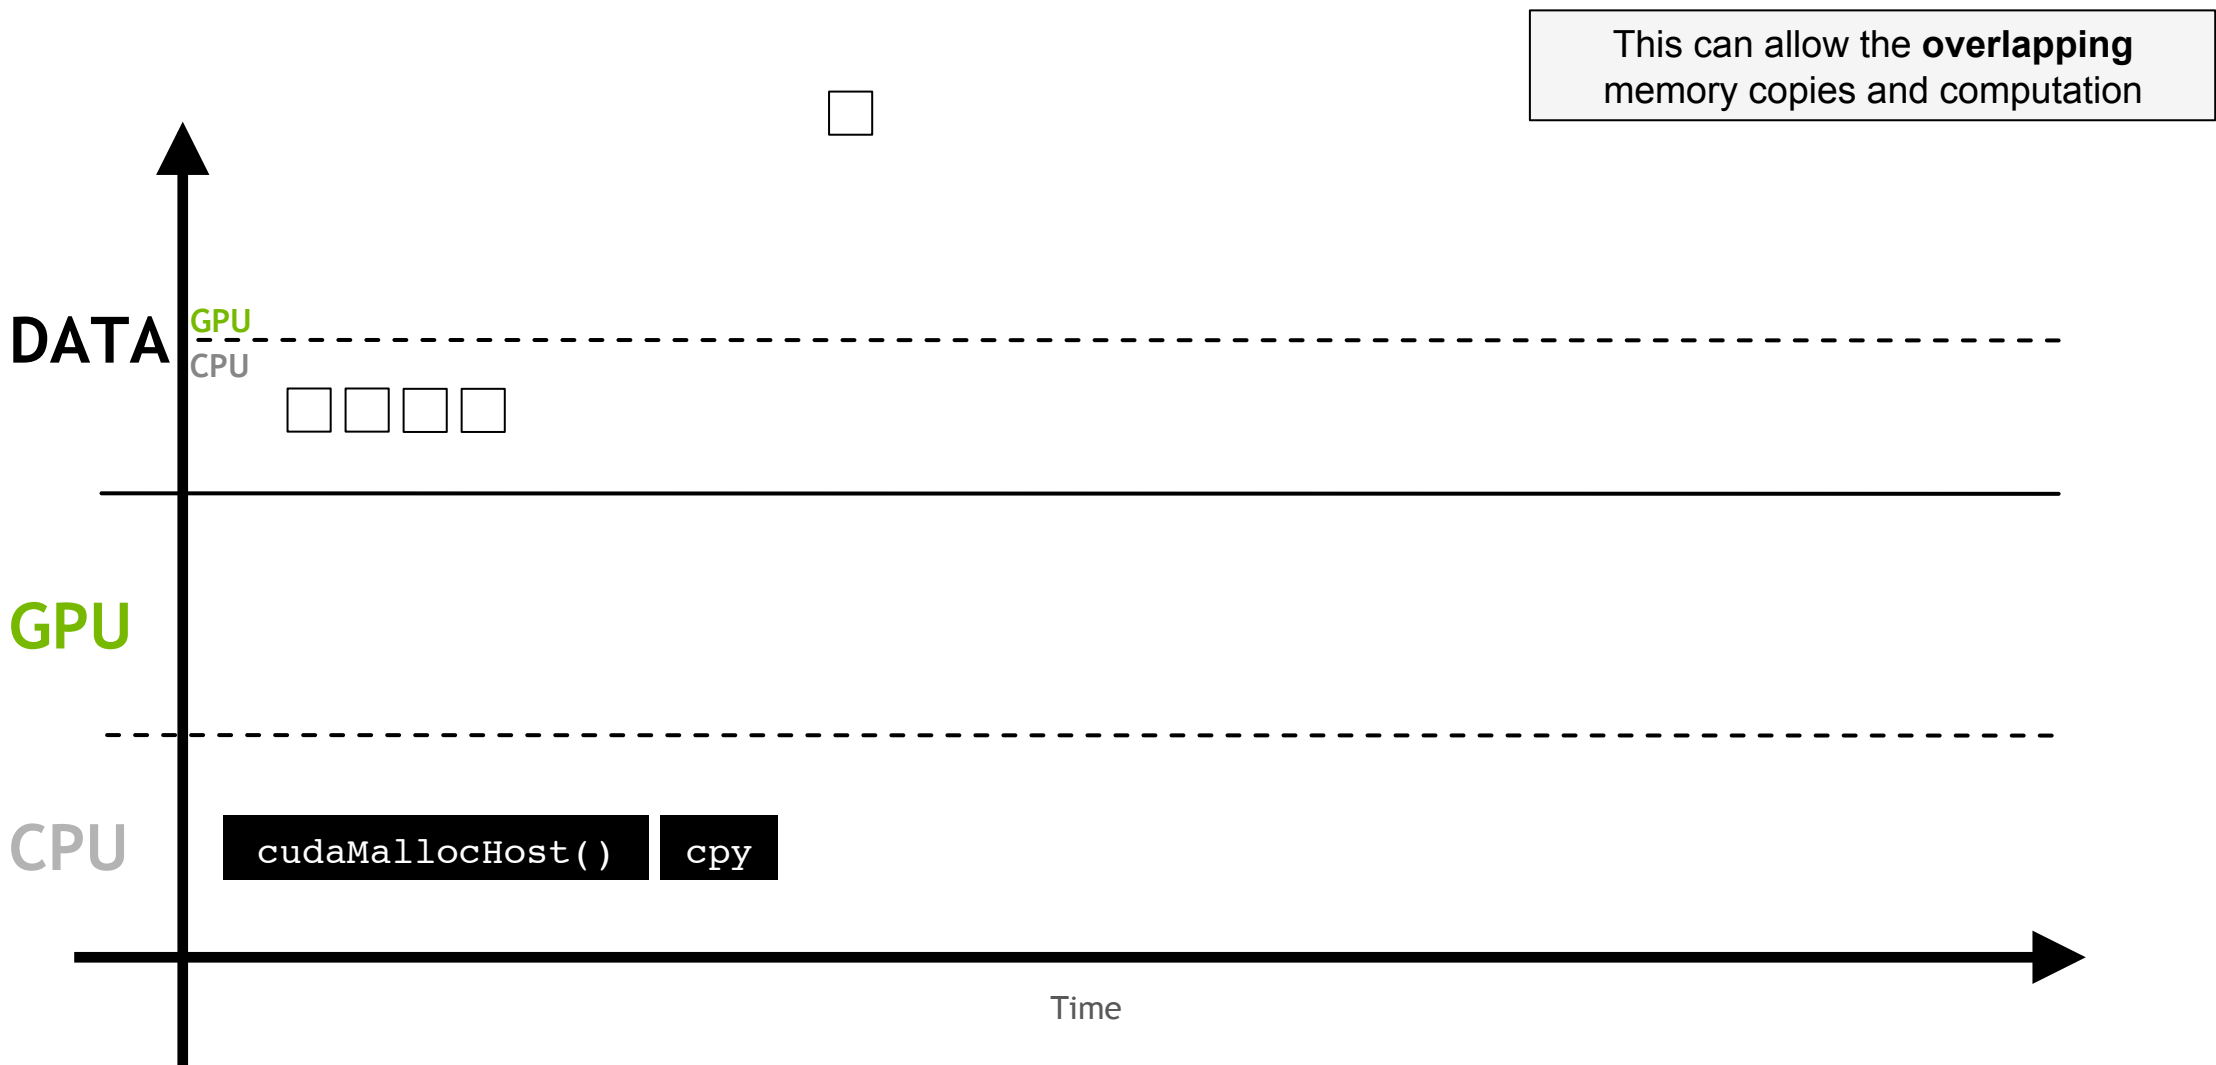 This can allow the overlapping
memory copies and computation
DATA
GPU
CPU
GPU
CPU
cudaMallocHost()
cpy
Time